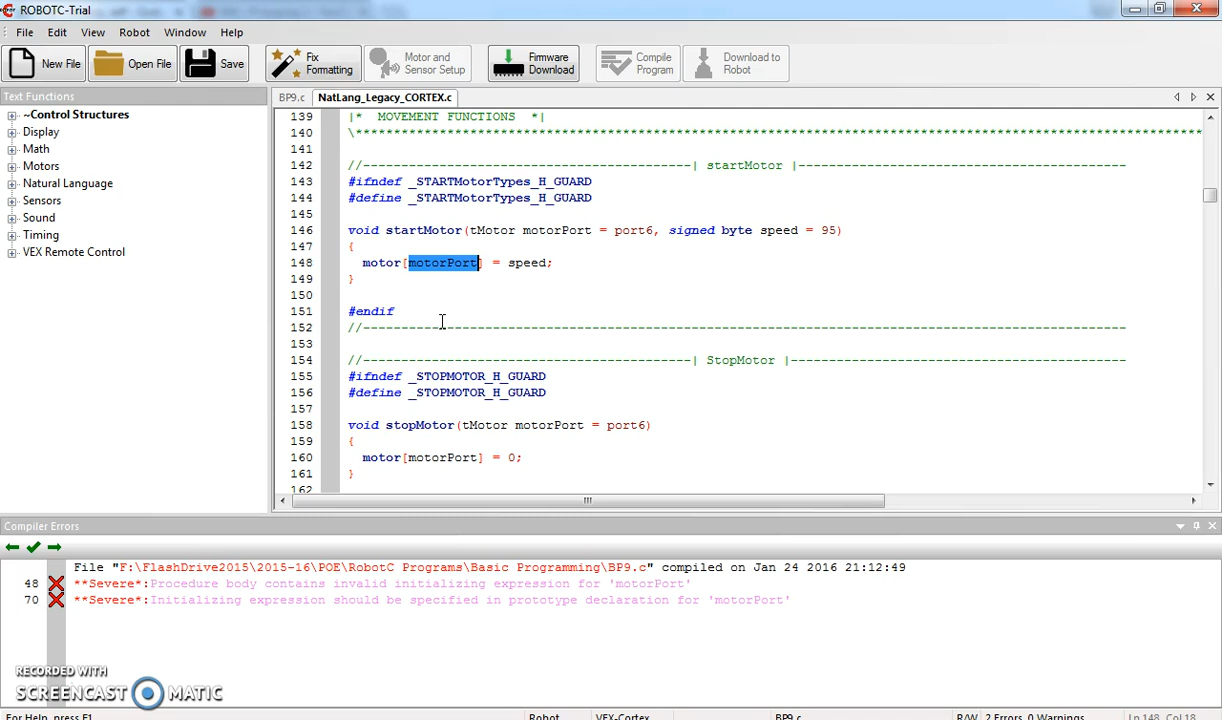 ROBOTC-Trial
File Edit View Robot Window Help
New File Open File Save Fix Formatting Motor and Sensor Setup Firmware Download Compile Program Download to Robot
Text Functions
~Control Structures
Display
Math
Motors
Natural Language
Sensors
Sound
Timing
VEX Remote Control
BP9.c NatLang_Legacy_CORTEX.c
139 |* MOVEMENT FUNCTIONS *|
140 \******************************************************************************************************************
141
142 //-------------------------------------------| startMotor |-------------------------------------------
143 #ifndef _STARTMotorTypes_H_GUARD
144 #define _STARTMotorTypes_H_GUARD
145
146 void startMotor(tMotor motorPort = port6, signed byte speed = 95)
147 {
148 motor[motorPort] = speed;
149 }
150
151 #endif
152 //----------------------------------------------------------------------------------------------------
153
154 //-------------------------------------------| StopMotor |--------------------------------------------
155 #ifndef _STOPMOTOR_H_GUARD
156 #define _STOPMOTOR_H_GUARD
157
158 void stopMotor(tMotor motorPort = port6)
159 {
160 motor[motorPort] = 0;
161 }
162
Compiler Errors
File "F:\FlashDrive2015\2015-16\POE\RobotC Programs\Basic Programming\BP9.c" compiled on Jan 24 2016 21:12:49
48 **Severe*:Procedure body contains invalid initializing expression for 'motorPort'
70 **Severe*:Initializing expression should be specified in prototype declaration for 'motorPort'
RECORDED WITH
SCREENCAST MATIC
For Help, press F1 Robot VEX-Cortex BP9.c R/W 2 Errors, 0 Warnings Ln 148, Col 18